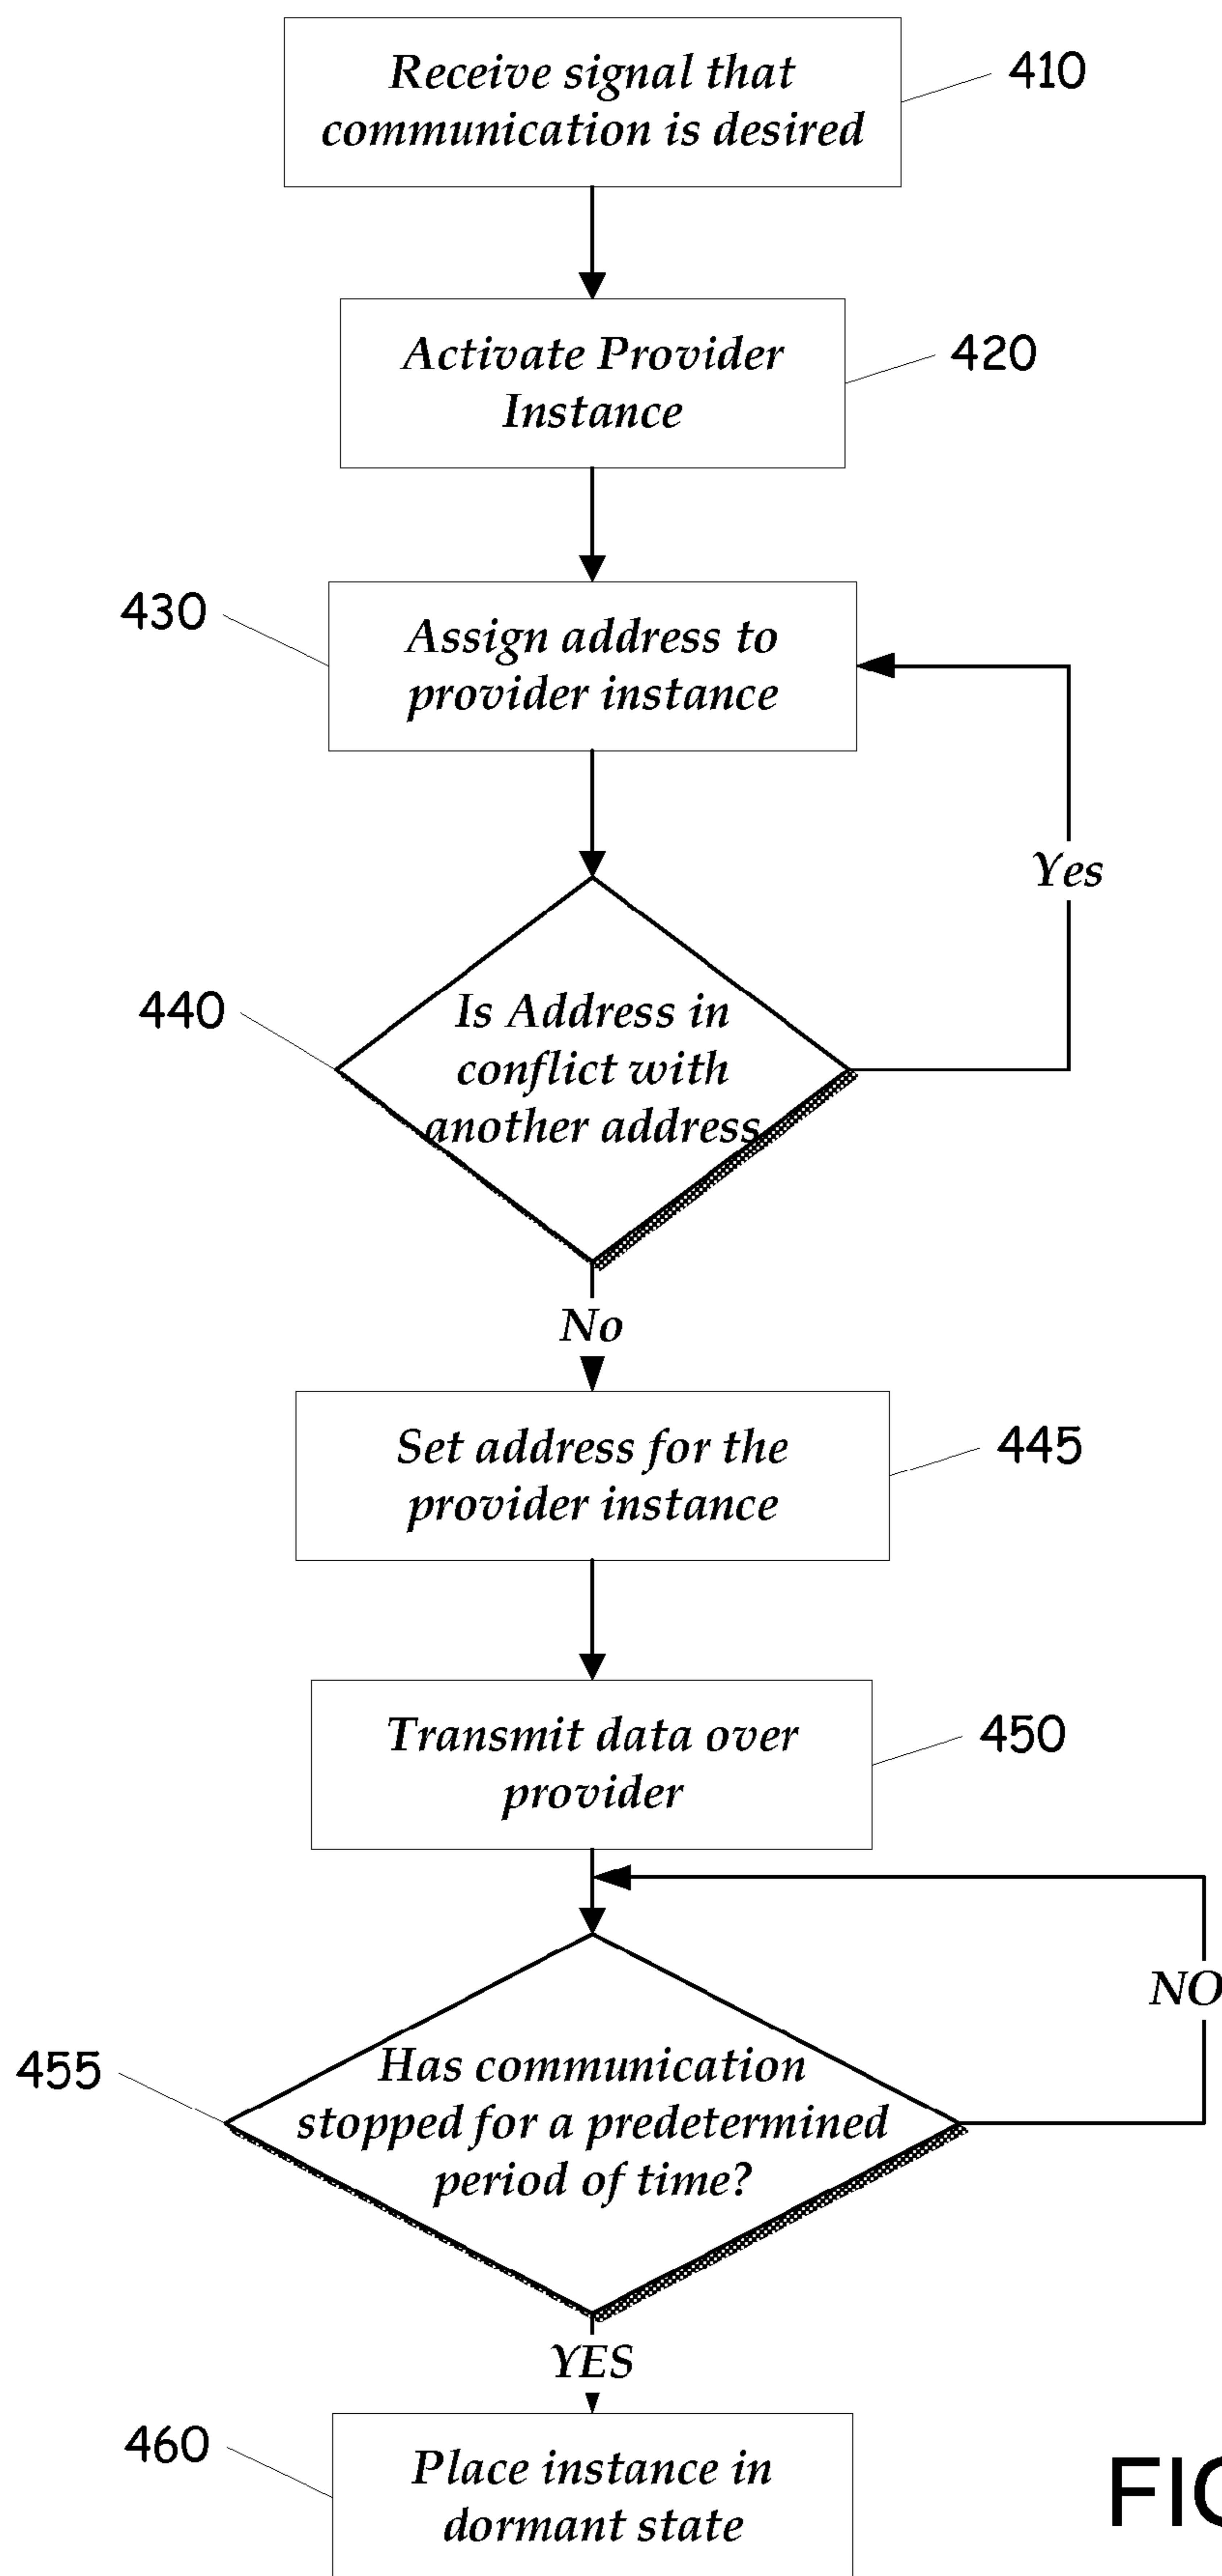 Receive signal that
communication is desired
410
Activate Provider
Instance
420
430
Assign address to
provider instance
Yes
440
Is Address in
conflict with
another address
No
Set address for the
provider instance
445
Transmit data over
provider
450
NO
455
Has communication
stopped for a predetermined
period of time?
YES
460
Place instance in
dormant state